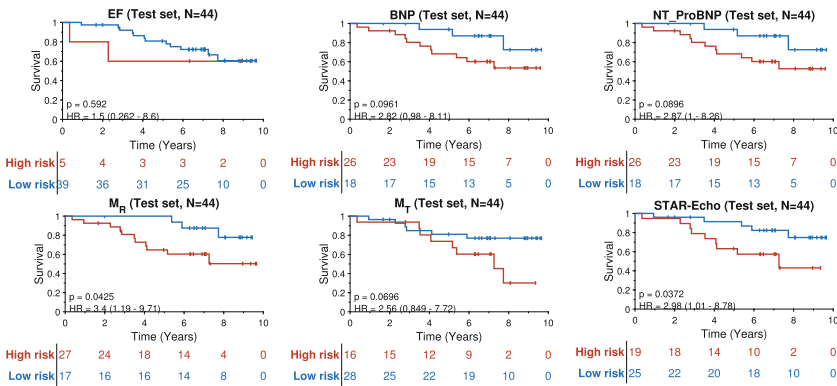 EF (Test set, N=44)
BNP (Test set, N=44)
NT_ProBNP (Test set, N=44)
Survival
1
0.8
0.6
0.4
0.2
0
p = 0.592
HR = 1.5 (0.262 - 8.6)
0 2 4 6 8 10
Time (Years)
High risk 5 4 3 3 2 0
Low risk 39 36 31 25 10 0
Survival
1
0.8
0.6
0.4
0.2
0
p = 0.0961
HR = 2.82 (0.98 - 8.11)
0 2 4 6 8 10
Time (Years)
High risk 26 23 19 15 7 0
Low risk 18 17 15 13 5 0
Survival
1
0.8
0.6
0.4
0.2
0
p = 0.0896
HR = 2.87 (1 - 8.26)
0 2 4 6 8 10
Time (Years)
High risk 26 23 19 15 7 0
Low risk 18 17 15 13 5 0
M_R (Test set, N=44)
M_T (Test set, N=44)
STAR-Echo (Test set, N=44)
Survival
1
0.8
0.6
0.4
0.2
0
p = 0.0425
HR = 3.4 (1.19 - 9.71)
0 2 4 6 8 10
Time (Years)
High risk 27 24 18 14 4 0
Low risk 17 16 16 14 8 0
Survival
1
0.8
0.6
0.4
0.2
0
p = 0.0696
HR = 2.56 (0.849 - 7.72)
0 2 4 6 8 10
Time (Years)
High risk 16 15 12 9 2 0
Low risk 28 25 22 19 10 0
Survival
1
0.8
0.6
0.4
0.2
0
p = 0.0372
HR = 2.98 (1.01 - 8.78)
0 2 4 6 8 10
Time (Years)
High risk 19 18 14 10 2 0
Low risk 25 22 20 18 10 0